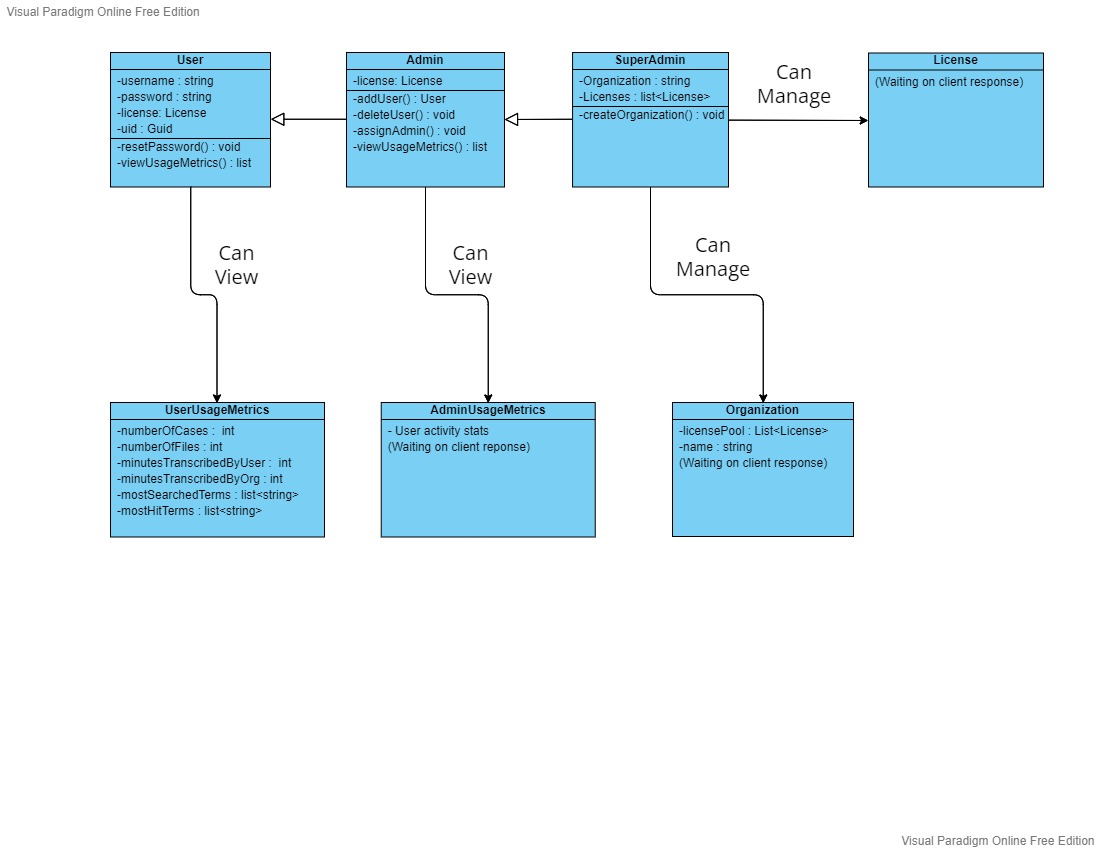 Visual Paradigm Online Free Edition
User
-username : string
-password : string
-license: License
-uid : Guid
-resetPassword() : void
-viewUsageMetrics() : list
Admin
-license: License
-addUser() : User
-deleteUser() : void
-assignAdmin() : void
-viewUsageMetrics() : list
SuperAdmin
-Organization : string
-Licenses : list<License>
-createOrganization() : void
Can
Manage
License
(Waiting on client response)
Can
View
Can
View
Can
Manage
UserUsageMetrics
-numberOfCases : int
-numberOfFiles : int
-minutesTranscribedByUser : int
-minutesTranscribedByOrg : int
-mostSearchedTerms : list<string>
-mostHitTerms : list<string>
AdminUsageMetrics
- User activity stats
(Waiting on client reponse)
Organization
-licensePool : List<License>
-name : string
(Waiting on client response)
Visual Paradigm Online Free Edition